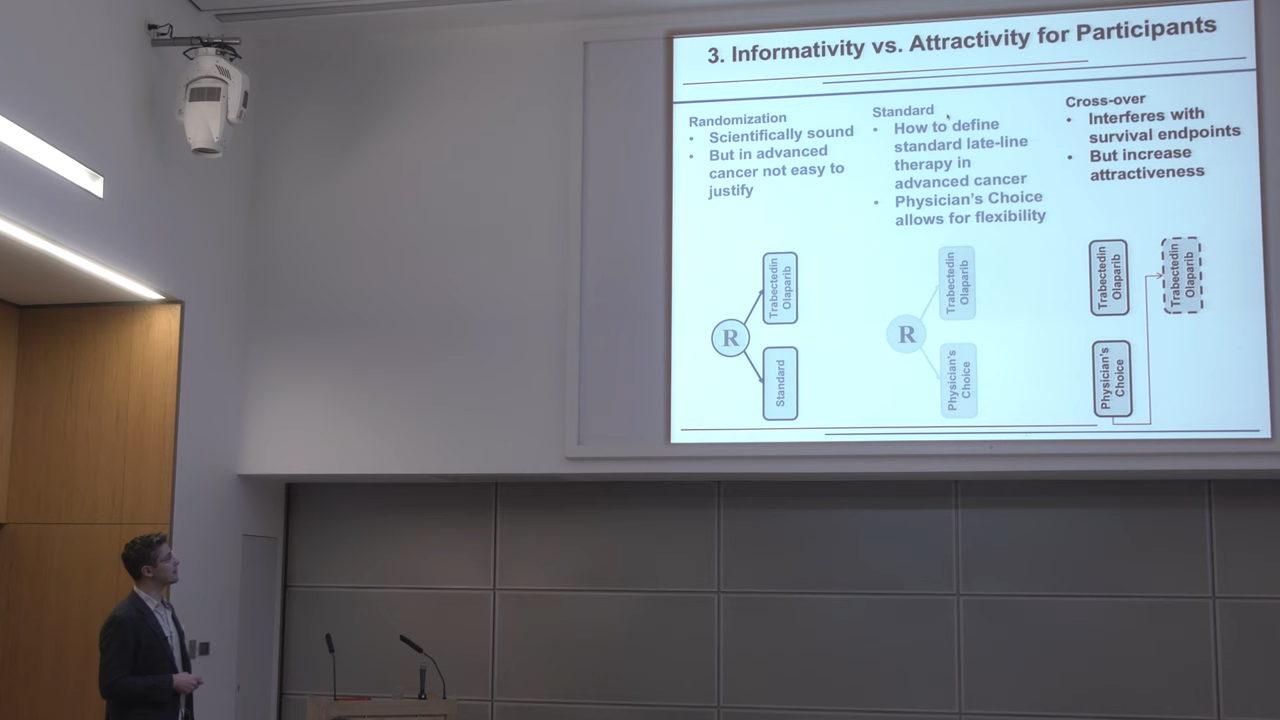 3. Informativity vs. Attractivity for Participants
Randomization
• Scientifically sound
• But in advanced
cancer not easy to
justify
Standard
• How to define
standard late-line
therapy in
advanced cancer
• Physician's Choice
allows for flexibility
Cross-over
• Interferes with
survival endpoints
• But increase
attractiveness
R
Trabectedin
Olaparib
Standard
R
Trabectedin
Olaparib
Physician's
Choice
Trabectedin
Olaparib
Physician's
Choice
Trabectedin
Olaparib